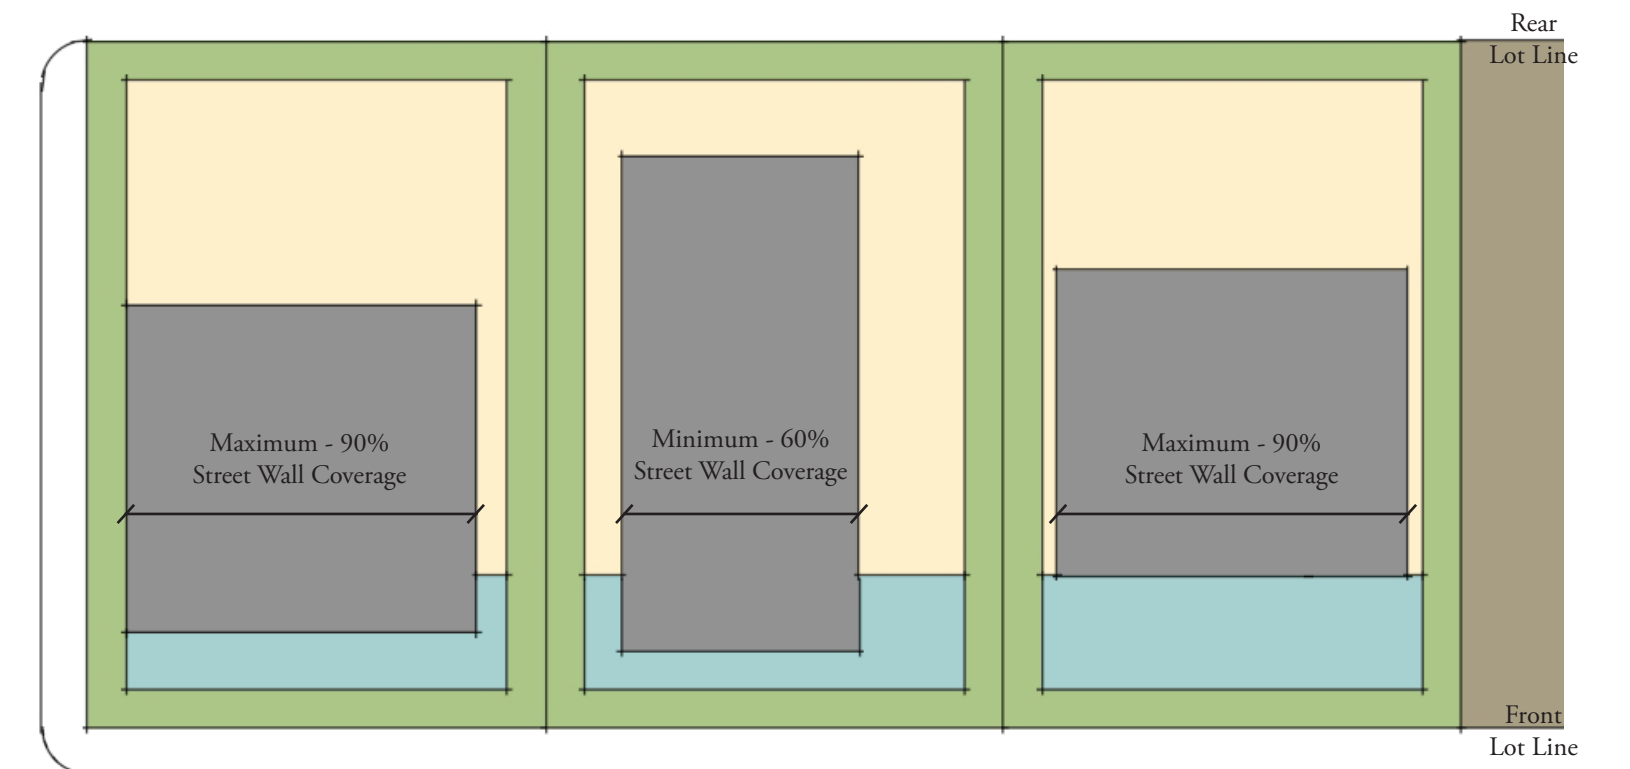 Rear
Lot Line
Maximum - 90%
Street Wall Coverage
Minimum - 60%
Street Wall Coverage
Maximum - 90%
Street Wall Coverage
Front
Lot Line